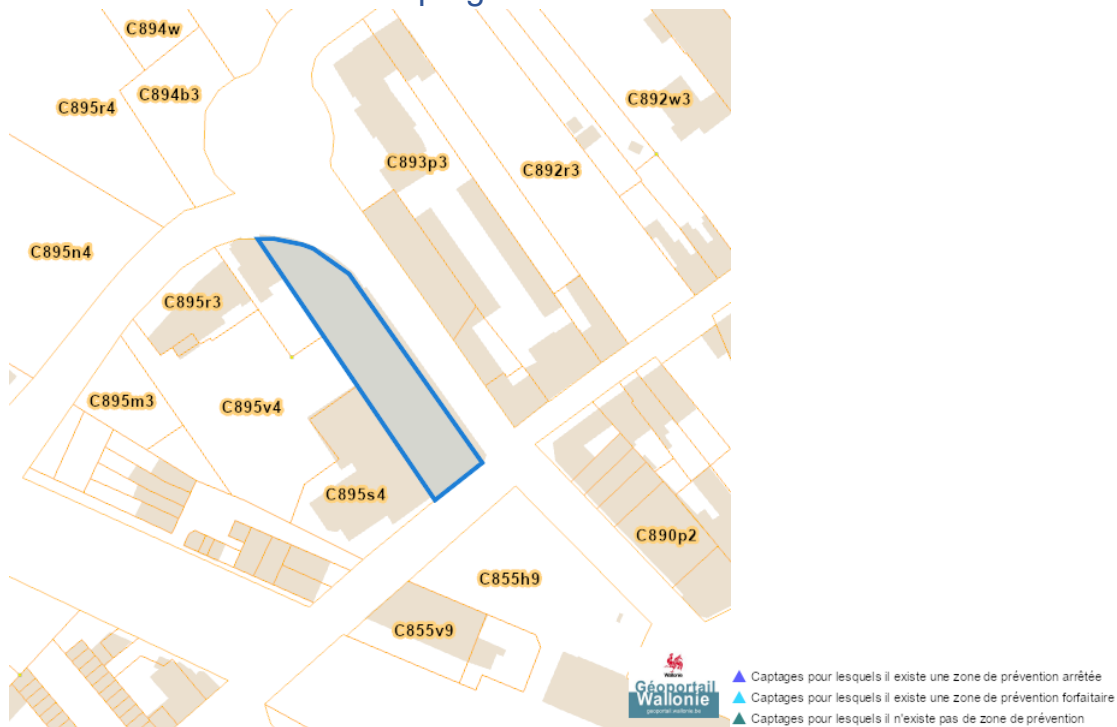 C894w
C894b3
C895r4
C892w3
C893p3
C892r3
C895n4
C895r3
C895m3
C895v4
C895s4
C890p2
C855h9
C855v9
Wallonie
Géoportail
Wallonie
geoportail.wallonie.be
Captages pour lesquels il existe une zone de prévention arrêtée
Captages pour lesquels il existe une zone de prévention forfaitaire
Captages pour lesquels il n'existe pas de zone de prévention